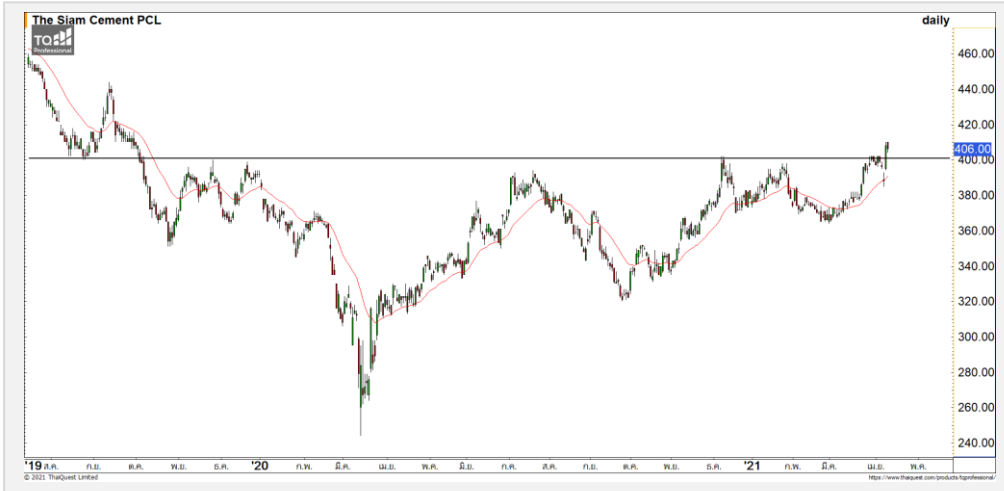 The Siam Cement PCL daily
TQ
Professional
460.00
440.00
420.00
406.00
400.00
380.00
360.00
340.00
320.00
300.00
280.00
260.00
240.00
'19 ส.ค. ก.ย. ต.ค. พ.ย. ธ.ค. '20 ก.พ. มี.ค. เม.ย. พ.ค. มิ.ย. ก.ค. ส.ค. ก.ย. ต.ค. พ.ย. ธ.ค. '21 ก.พ. มี.ค. เม.ย. พ.ค.
© 2021 ThaiQuest Limited https://www.thaiquest.com/products/tqprofessional/